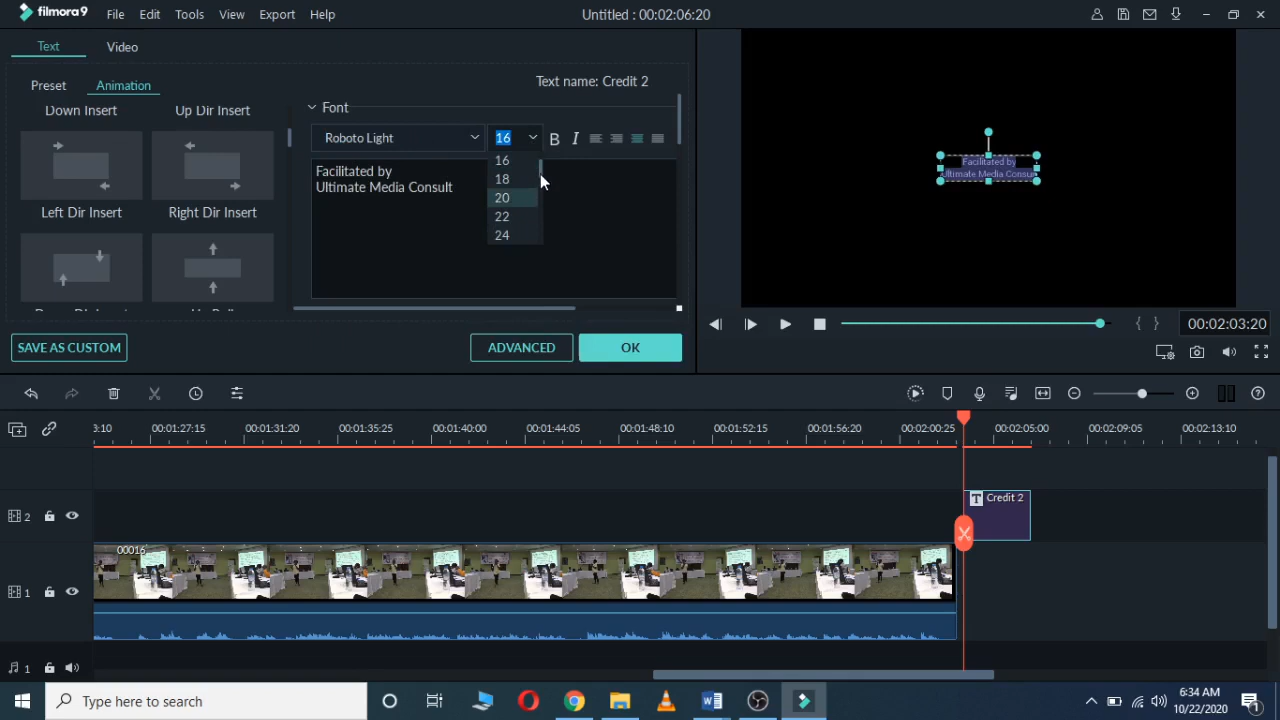 filmora9
File Edit Tools View Export Help
Untitled : 00:02:06:20
Text Video
Preset Animation
Text name: Credit 2
Down Insert Up Dir Insert
Left Dir Insert Right Dir Insert
Font
Roboto Light 16 B I
Facilitated by
Ultimate Media Consult
16
18
20
22
24
SAVE AS CUSTOM ADVANCED OK
Facilitated by
Ultimate Media Consult
00:02:03:20
3:10 00:01:27:15 00:01:31:20 00:01:35:25 00:01:40:00 00:01:44:05 00:01:48:10 00:01:52:15 00:01:56:20 00:02:00:25 00:02:05:00 00:02:09:05 00:02:13:10
2
T Credit 2
00016
1
1
Type here to search
6:34 AM
10/22/2020
1